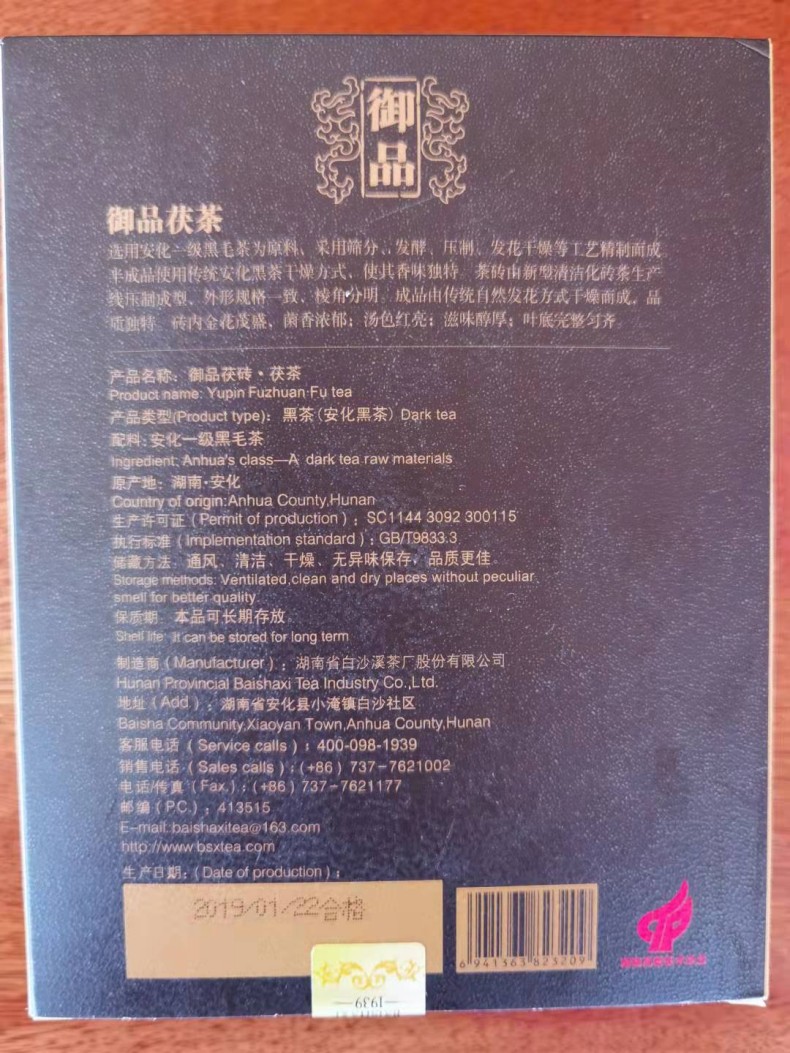 御品
御品茯茶
选用安化一级黑毛茶为原料、采用筛分、发酵、压制、发花干燥等工艺精制而成
半成品使用传统安化黑茶干燥方式、使其香味独特。茶砖由新型清洁化砖茶生产
线压制成型、外形规格一致、棱角分明。成品由传统自然发花方式干燥而成。品
质独特。砖内金花茂盛、菌香浓郁；汤色红亮；滋味醇厚；叶底完整匀齐
产品名称：御品茯砖·茯茶
Product name: Yupin Fuzhuan·Fu tea
产品类型(Product type)：黑茶（安化黑茶）Dark tea
配料：安化一级黑毛茶
Ingredient: Anhua's class—A dark tea raw materials
原产地：湖南·安化
Country of origin:Anhua County,Hunan
生产许可证（Permit of production）：SC1144 3092 300115
执行标准（Implementation standard）：GB/T9833.3
储藏方法：通风、清洁、干燥、无异味保存，品质更佳。
Storage methods: Ventilated,clean and dry places without peculiar
smell for better quality.
保质期：本品可长期存放
Shelf life: It can be stored for long term
制造商（Manufacturer）：湖南省白沙溪茶厂股份有限公司
Hunan Provincial Baishaxi Tea Industry Co.,Ltd.
地址（Add.）：湖南省安化县小淹镇白沙社区
Baisha Community,Xiaoyan Town,Anhua County,Hunan
客服电话（Service calls）：400-098-1939
销售电话（Sales calls）：(+86) 737-7621002
电话/传真（Fax.）：(+86) 737-7621177
邮编（P.C.）：413515
E-mail:baishaxitea@163.com
http://www.bsxtea.com
生产日期：（Date of production）：
2019/01/22合格
6 941363 823209
—1939—